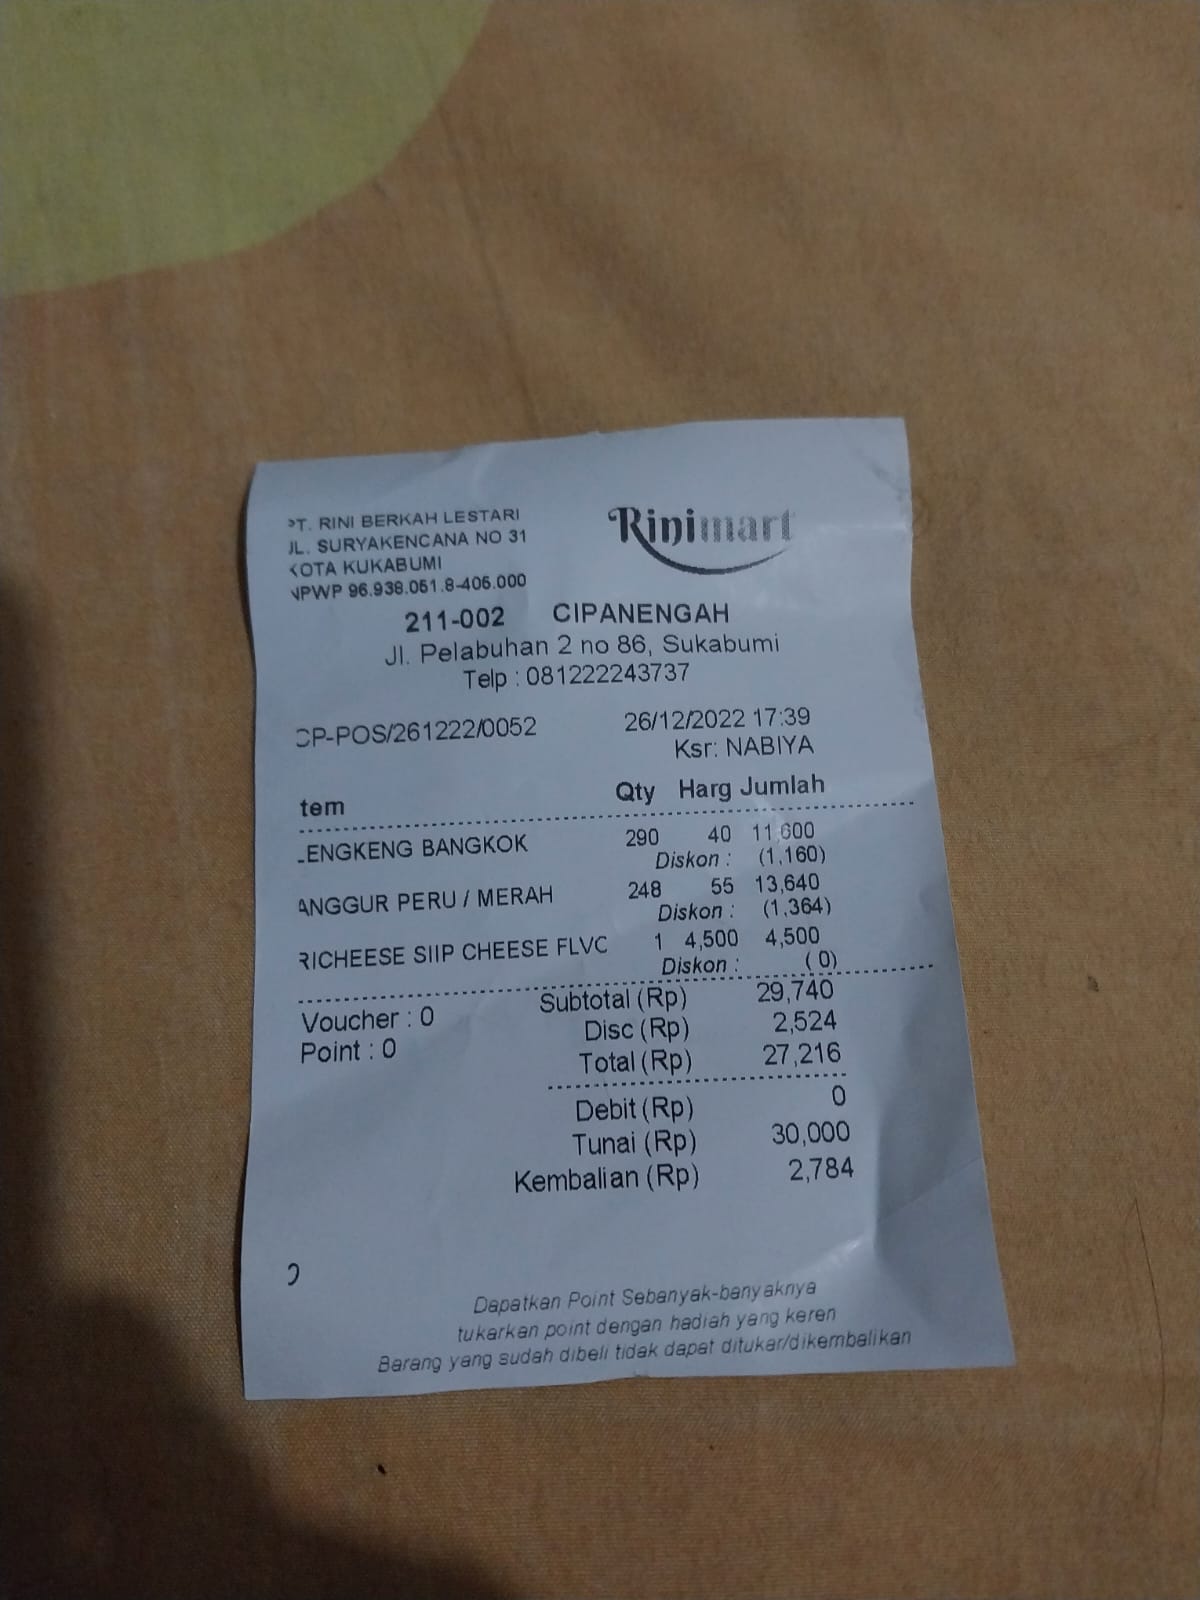 PT. RINI BERKAH LESTARI
JL. SURYAKENCANA NO 31
KOTA KUKABUMI
NPWP 96.938.051.8-405.000
Rinimart
211-002 CIPANENGAH
Jl. Pelabuhan 2 no 86, Sukabumi
Telp : 081222243737
CP-POS/261222/0052 26/12/2022 17:39
Ksr: NABIYA
tem Qty Harg Jumlah
LENGKENG BANGKOK 290 40 11,600
Diskon : (1,160)
ANGGUR PERU / MERAH 248 55 13,640
Diskon : (1,364)
RICHEESE SIIP CHEESE FLVC 1 4,500 4,500
Diskon : ( 0)
Subtotal (Rp) 29,740
Voucher : 0 Disc (Rp) 2,524
Point : 0 Total (Rp) 27,216
Debit (Rp) 0
Tunai (Rp) 30,000
Kembalian (Rp) 2,784
Dapatkan Point Sebanyak-banyaknya
tukarkan point dengan hadiah yang keren
Barang yang sudah dibeli tidak dapat ditukar/dikembalikan